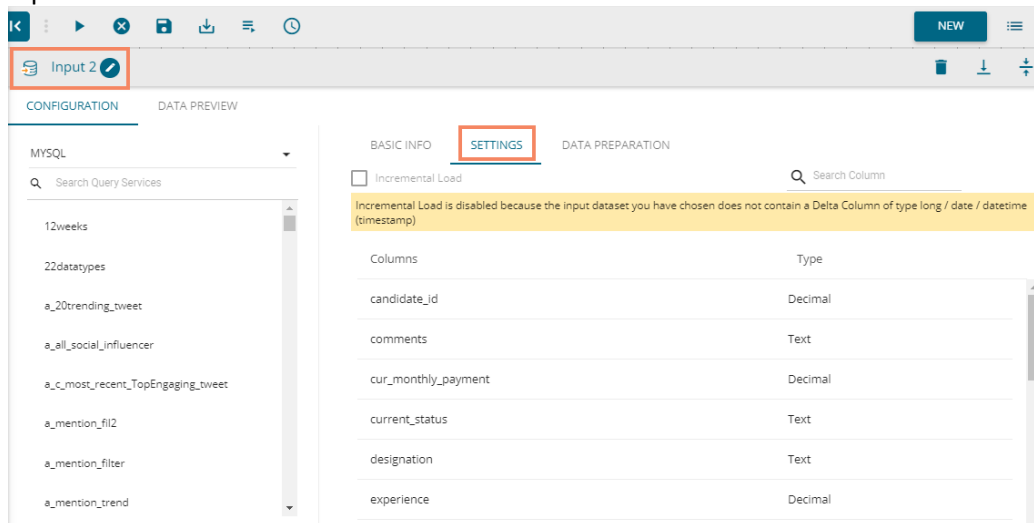 NEW
Input 2
CONFIGURATION
DATA PREVIEW
MYSQL
Search Query Services
12weeks
22datatypes
a_20trending_tweet
a_all_social_influencer
a_c_most_recent_TopEngaging_tweet
a_mention_fil2
a_mention_filter
a_mention_trend
BASIC INFO
SETTINGS
DATA PREPARATION
Incremental Load
Search Column
Incremental Load is disabled because the input dataset you have chosen does not contain a Delta Column of type long / date / datetime
(timestamp)
Columns Type
candidate_id Decimal
comments Text
cur_monthly_payment Decimal
current_status Text
designation Text
experience Decimal